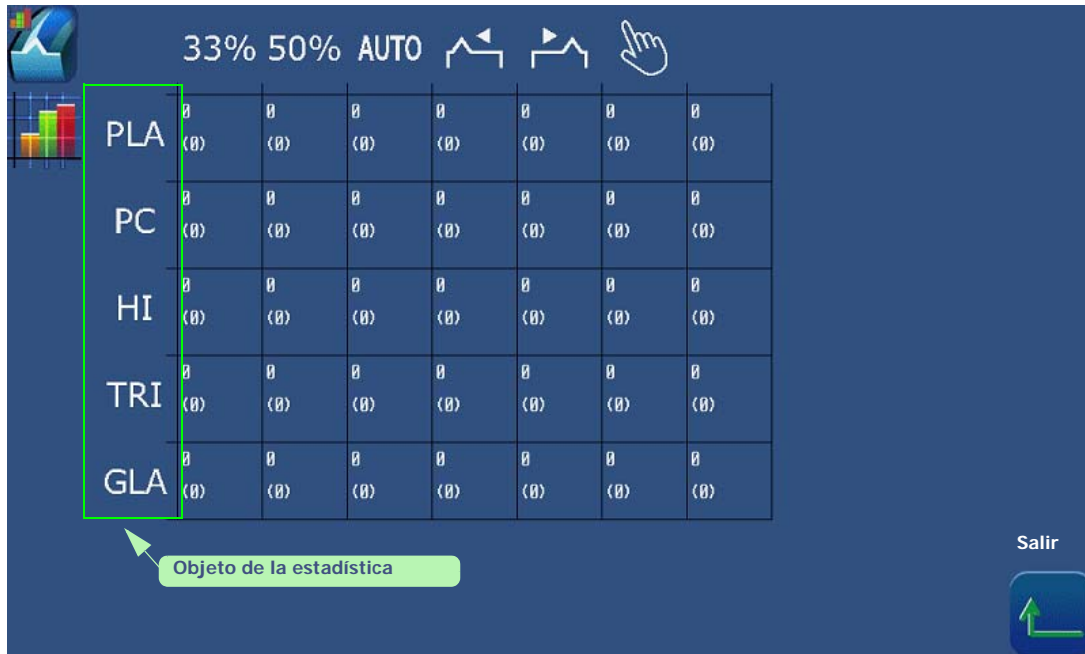 33% 50% AUTO
PLA 0 0 0 0 0 0 0
(0) (0) (0) (0) (0) (0) (0)
PC 0 0 0 0 0 0 0
(0) (0) (0) (0) (0) (0) (0)
HI 0 0 0 0 0 0 0
(0) (0) (0) (0) (0) (0) (0)
TRI 0 0 0 0 0 0 0
(0) (0) (0) (0) (0) (0) (0)
GLA 0 0 0 0 0 0 0
(0) (0) (0) (0) (0) (0) (0)
Objeto de la estadística
Salir